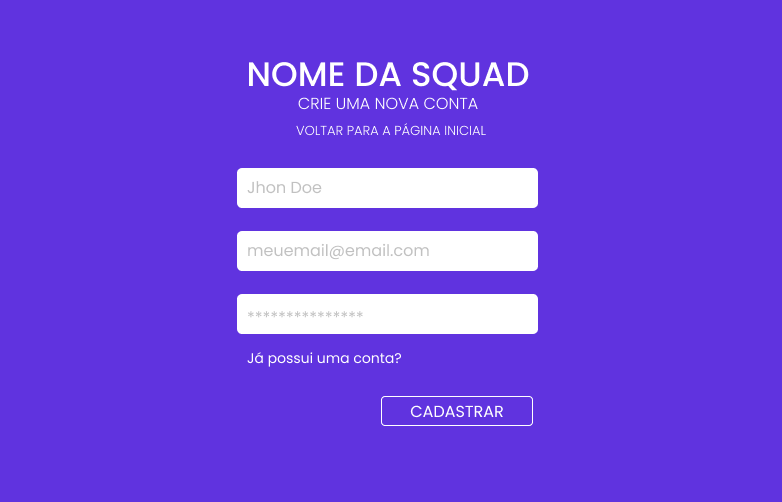 NOME DA SQUAD
CRIE UMA NOVA CONTA
VOLTAR PARA A PÁGINA INICIAL
Jhon Doe
meuemail@email.com
***************
Já possui uma conta?
CADASTRAR